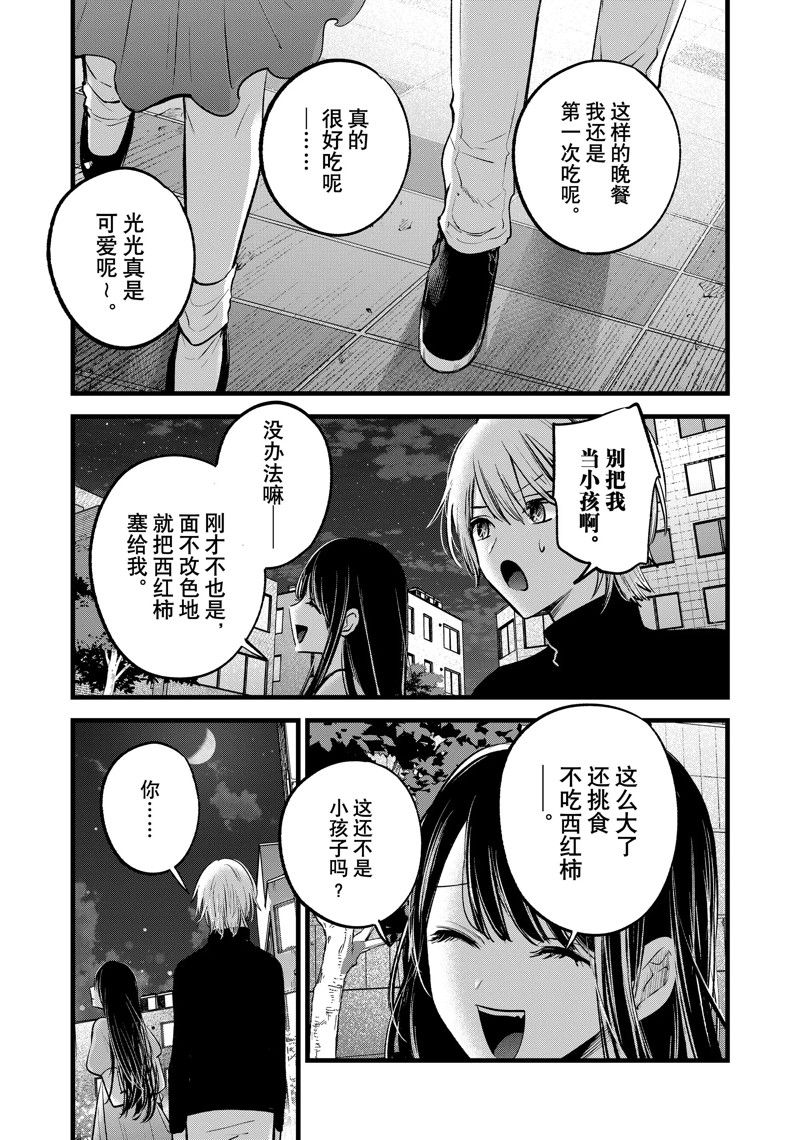 这样的晚餐
我还是
第一次吃呢。
真的
很好吃呢
——……
光光真是
可爱呢~。
别把我
当小孩啊。
没办法嘛——
刚才不也是，
面不改色地
就把西红柿
塞给我。
这么大了
还挑食
不吃西红柿
——。
这还不是
小孩子吗？
你……